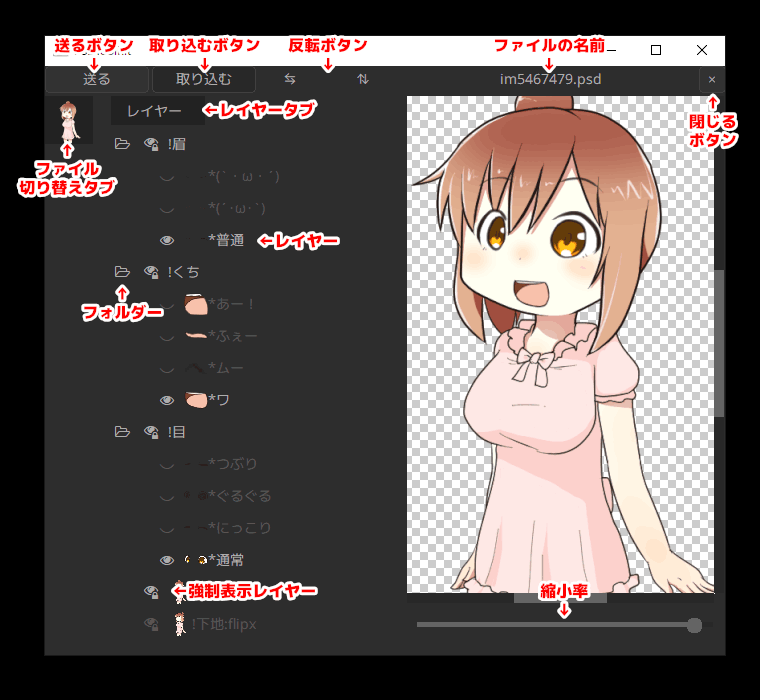 送るボタン 取り込むボタン 反転ボタン ファイルの名前
↓ ↓ ↓ ↓
送る 取り込む ⇆ ⇅ im5467479.psd ×
レイヤー ←レイヤータブ
↑
閉じる
ボタン
↑
ファイル
切り替えタブ
!眉
*(´・ω・`)
*(´･ω･`)
*普通 ←レイヤー
!くち
↑
フォルダー
*あー!
*ふぇー
*ムー
*ワ
!目
*つぶり
*ぐるぐる
*にっこり
*通常
←強制表示レイヤー
!下地:flipx
縮小率
↓